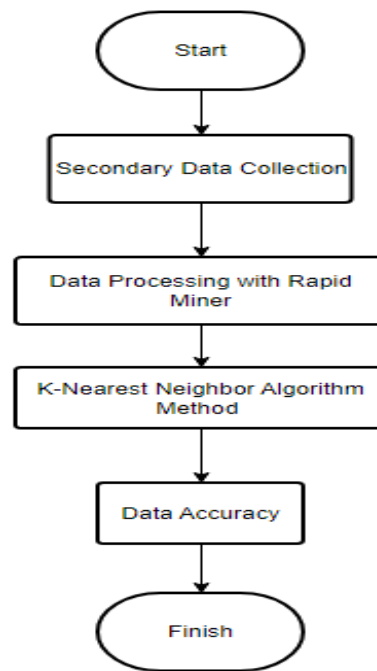 Start
Secondary Data Collection
Data Processing with Rapid
Miner
K-Nearest Neighbor Algorithm
Method
Data Accuracy
Finish